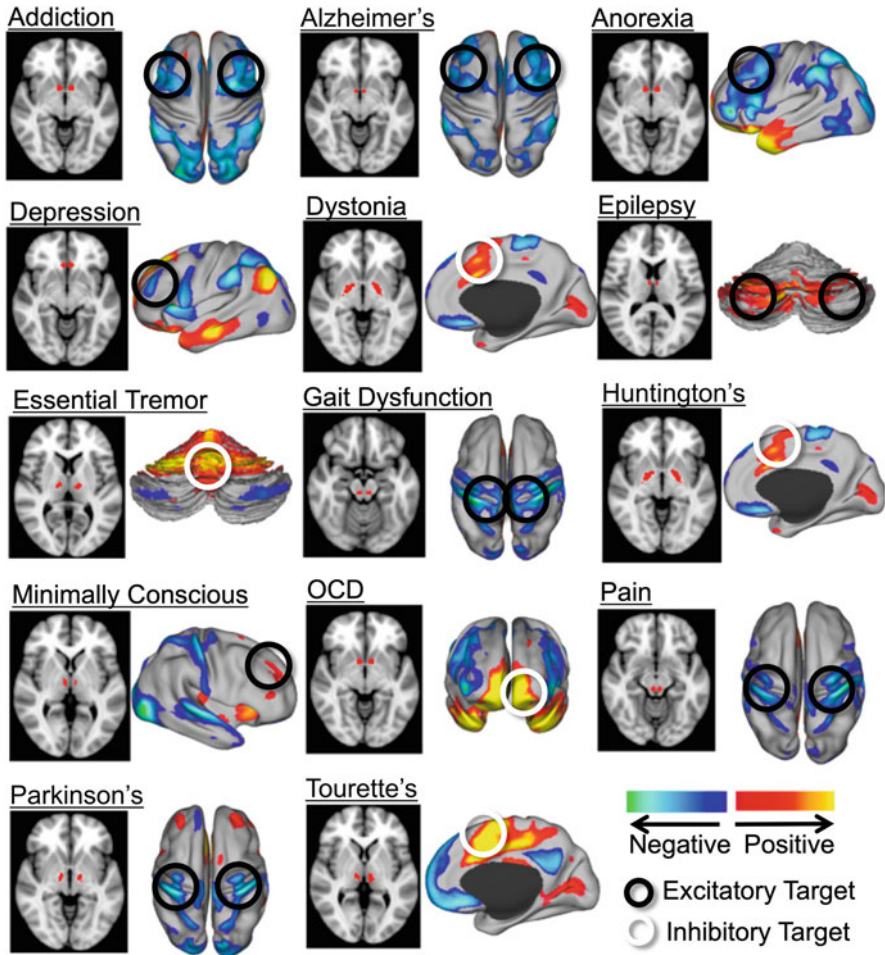 Addiction
Alzheimer's
Anorexia
Depression
Dystonia
Epilepsy
Essential Tremor
Gait Dysfunction
Huntington's
Minimally Conscious
OCD
Pain
Parkinson's
Tourette's
Negative Positive
Excitatory Target
Inhibitory Target